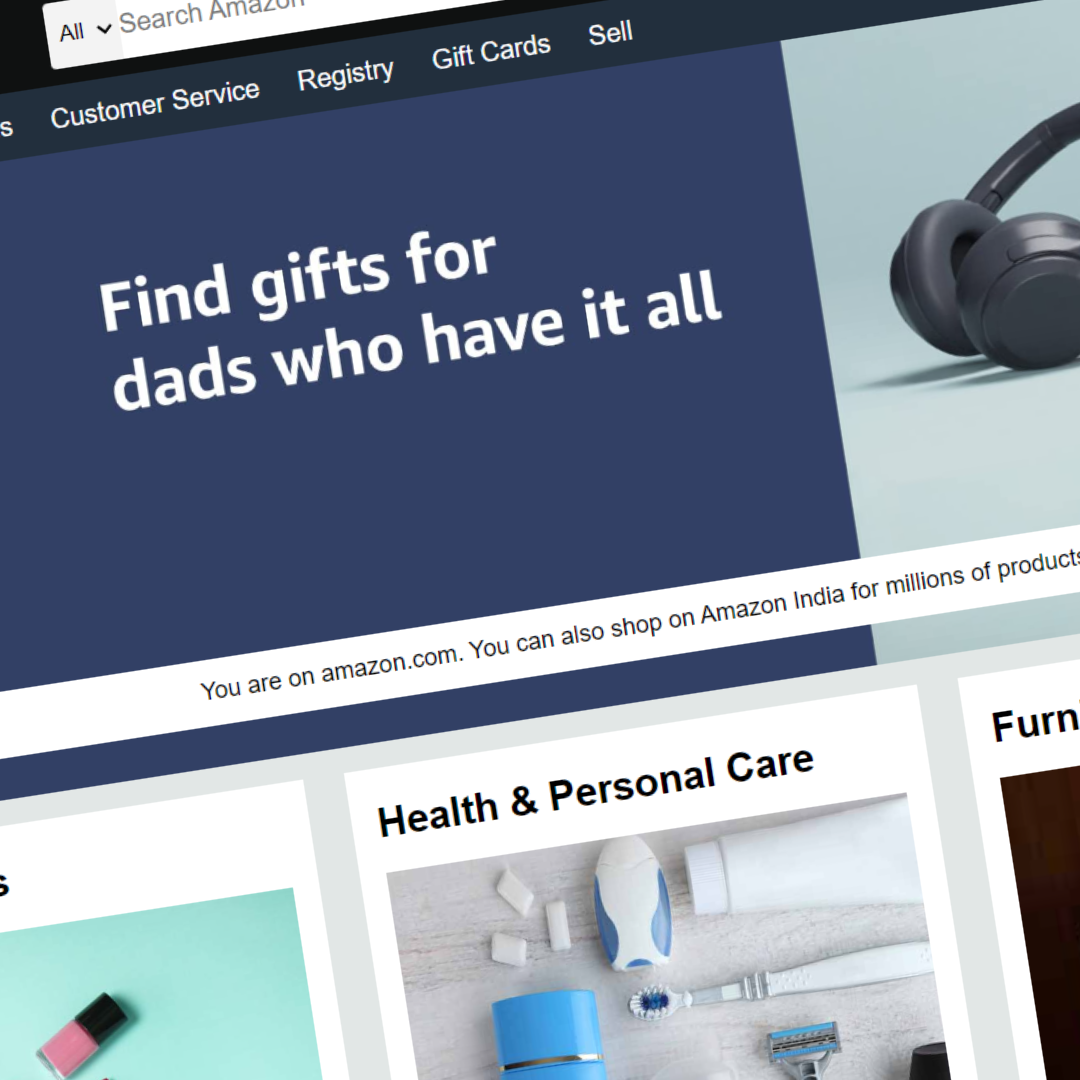 All
Search Amazon
s
Customer Service
Registry
Gift Cards
Sell
Find gifts for
dads who have it all
You are on amazon.com. You can also shop on Amazon India for millions of products
Health & Personal Care
s